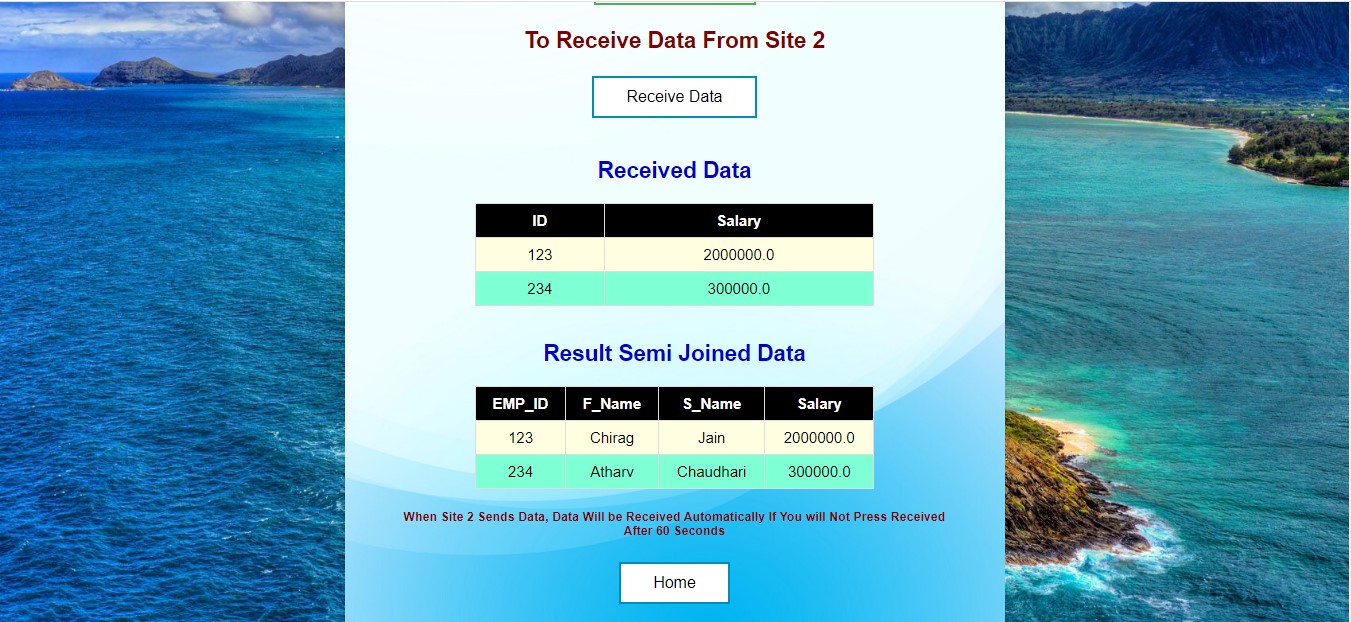 To Receive Data From Site 2
Receive Data
Received Data
ID Salary
123 2000000.0
234 300000.0
Result Semi Joined Data
EMP_ID F_Name S_Name Salary
123 Chirag Jain 2000000.0
234 Atharv Chaudhari 300000.0
When Site 2 Sends Data, Data Will be Received Automatically If You will Not Press Received
After 60 Seconds
Home